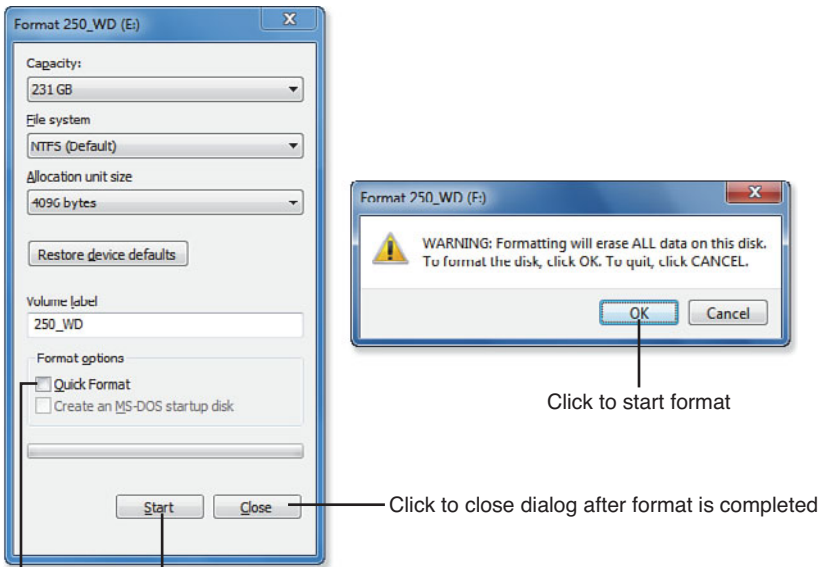 Format 250_WD (E:)
X
Capacity:
231 GB
File system
NTFS (Default)
Allocation unit size
4096 bytes
Restore device defaults
Volume label
250_WD
Format options
Quick Format
Create an MS-DOS startup disk
Start
Close
Click to close dialog after format is completed
Format 250_WD (E:)
X
WARNING: Formatting will erase ALL data on this disk.
To format the disk, click OK. To quit, click CANCEL.
OK
Cancel
Click to start format